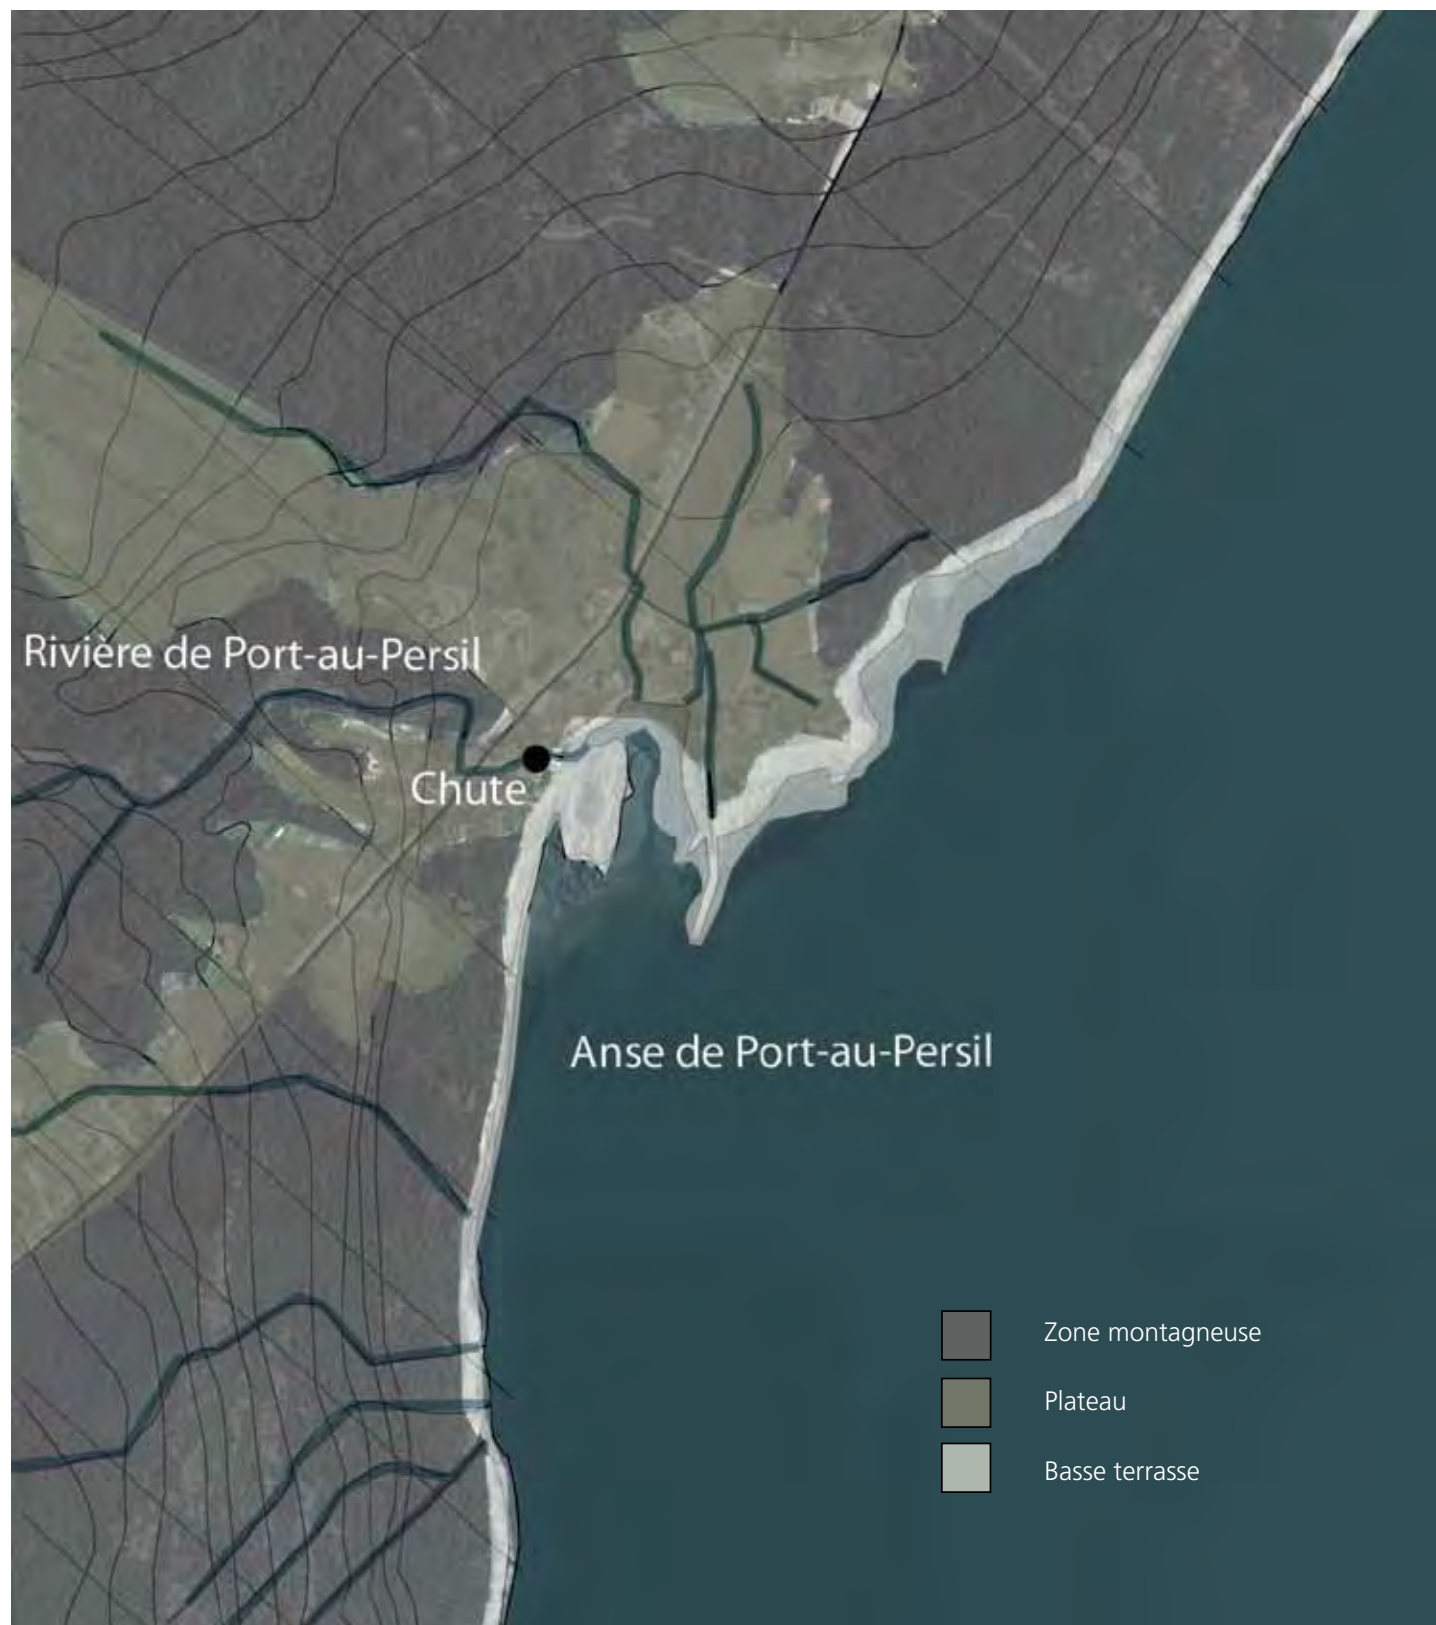 Rivière de Port-au-Persil
Chute
Anse de Port-au-Persil
Zone montagneuse
Plateau
Basse terrasse